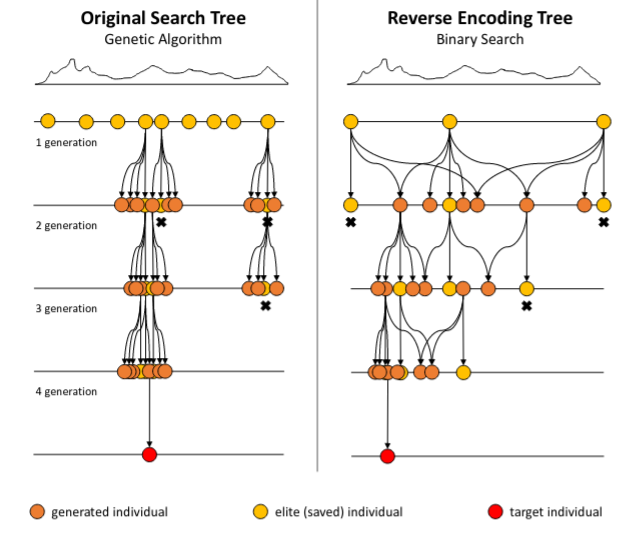 Original Search Tree
Genetic Algorithm
1 generation
2 generation
3 generation
4 generation
Reverse Encoding Tree
Binary Search
generated individual
elite (saved) individual
target individual